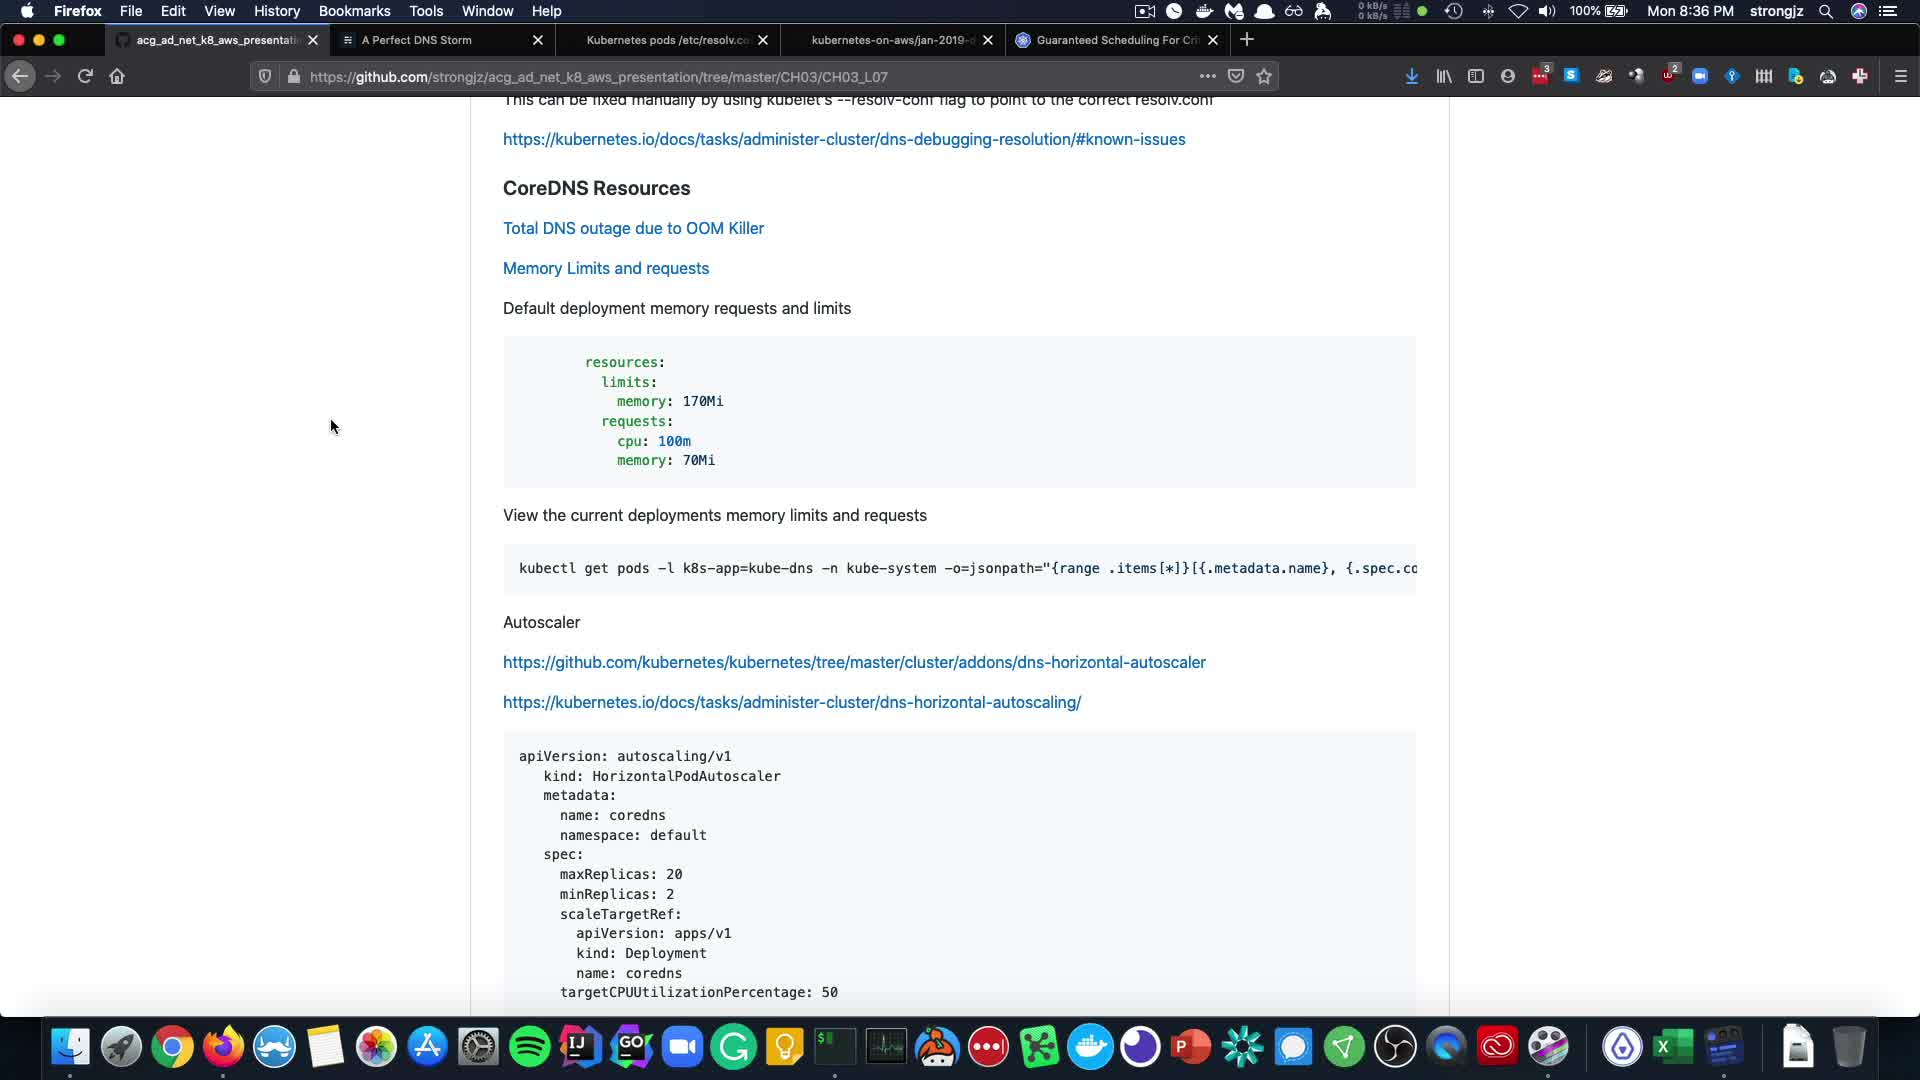 Firefox File Edit View History Bookmarks Tools Window Help 0 kB/s 0 kB/s 100% Mon 8:36 PM strongjz
acg_ad_net_k8_aws_presentati A Perfect DNS Storm Kubernetes pods /etc/resolv.co kubernetes-on-aws/jan-2019-d Guaranteed Scheduling For Cri
https://github.com/strongjz/acg_ad_net_k8_aws_presentation/tree/master/CH03/CH03_L07
This can be fixed manually by using kubelet's --resolv-conf flag to point to the correct resolv.conf
https://kubernetes.io/docs/tasks/administer-cluster/dns-debugging-resolution/#known-issues
CoreDNS Resources
Total DNS outage due to OOM Killer
Memory Limits and requests
Default deployment memory requests and limits
resources:
limits:
memory: 170Mi
requests:
cpu: 100m
memory: 70Mi
View the current deployments memory limits and requests
kubectl get pods -l k8s-app=kube-dns -n kube-system -o=jsonpath="{range .items[*]}[{.metadata.name}, {.spec.co
Autoscaler
https://github.com/kubernetes/kubernetes/tree/master/cluster/addons/dns-horizontal-autoscaler
https://kubernetes.io/docs/tasks/administer-cluster/dns-horizontal-autoscaling/
apiVersion: autoscaling/v1
kind: HorizontalPodAutoscaler
metadata:
name: coredns
namespace: default
spec:
maxReplicas: 20
minReplicas: 2
scaleTargetRef:
apiVersion: apps/v1
kind: Deployment
name: coredns
targetCPUUtilizationPercentage: 50